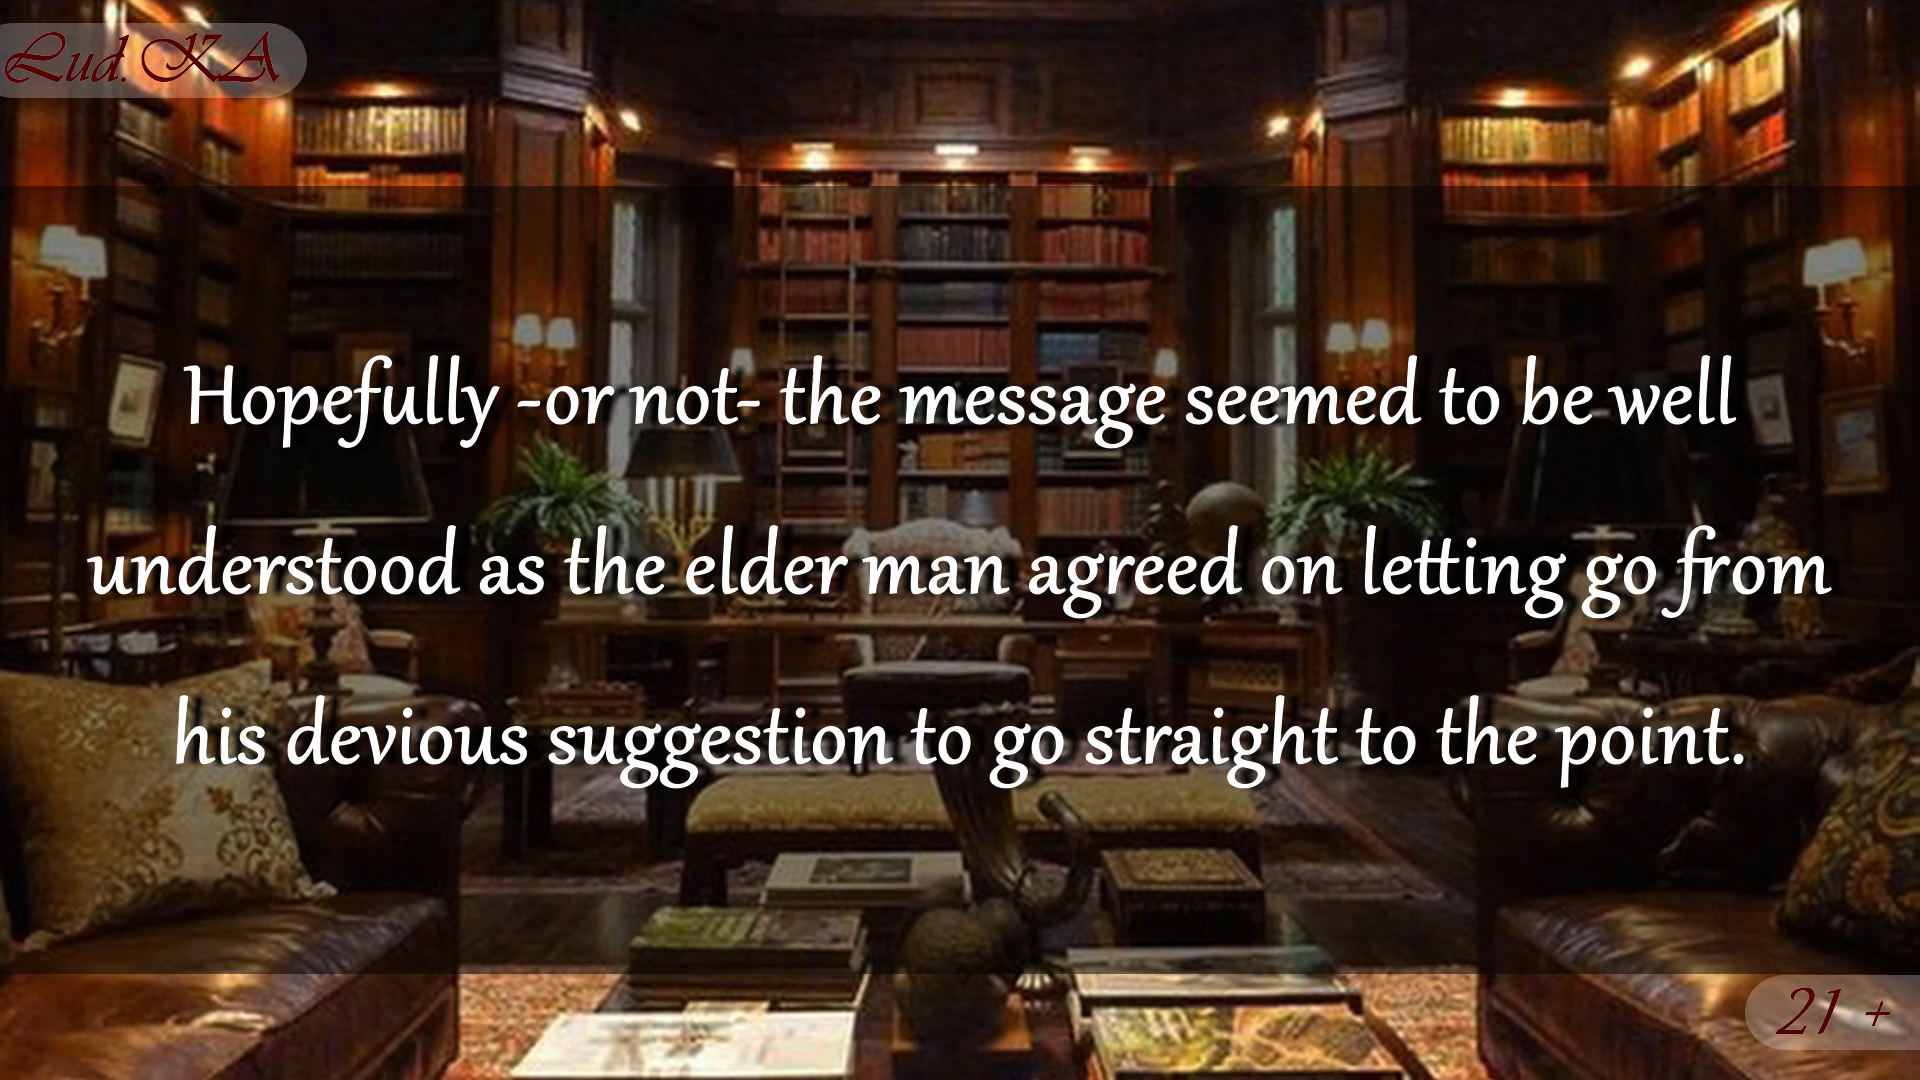 Lud. KA
Hopefully -or not- the message seemed to be well
understood as the elder man agreed on letting go from
his devious suggestion to go straight to the point.
21 +